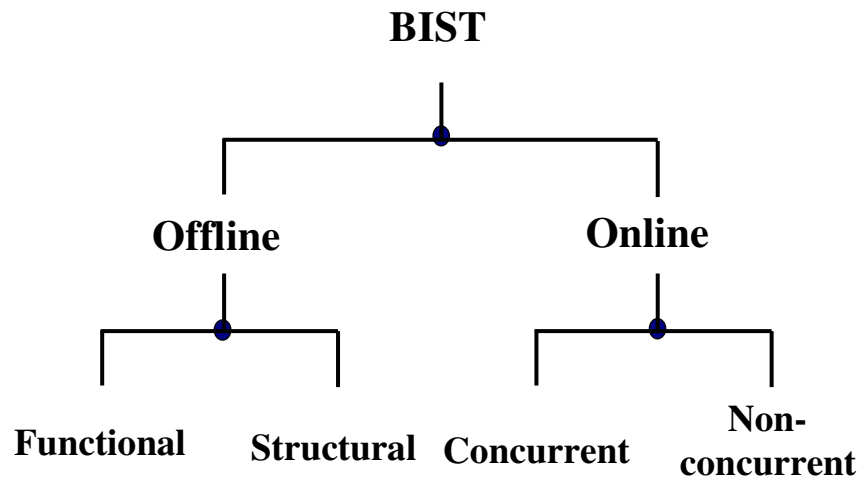 BIST
Offline
Online
Functional
Structural
Concurrent
Non-
concurrent